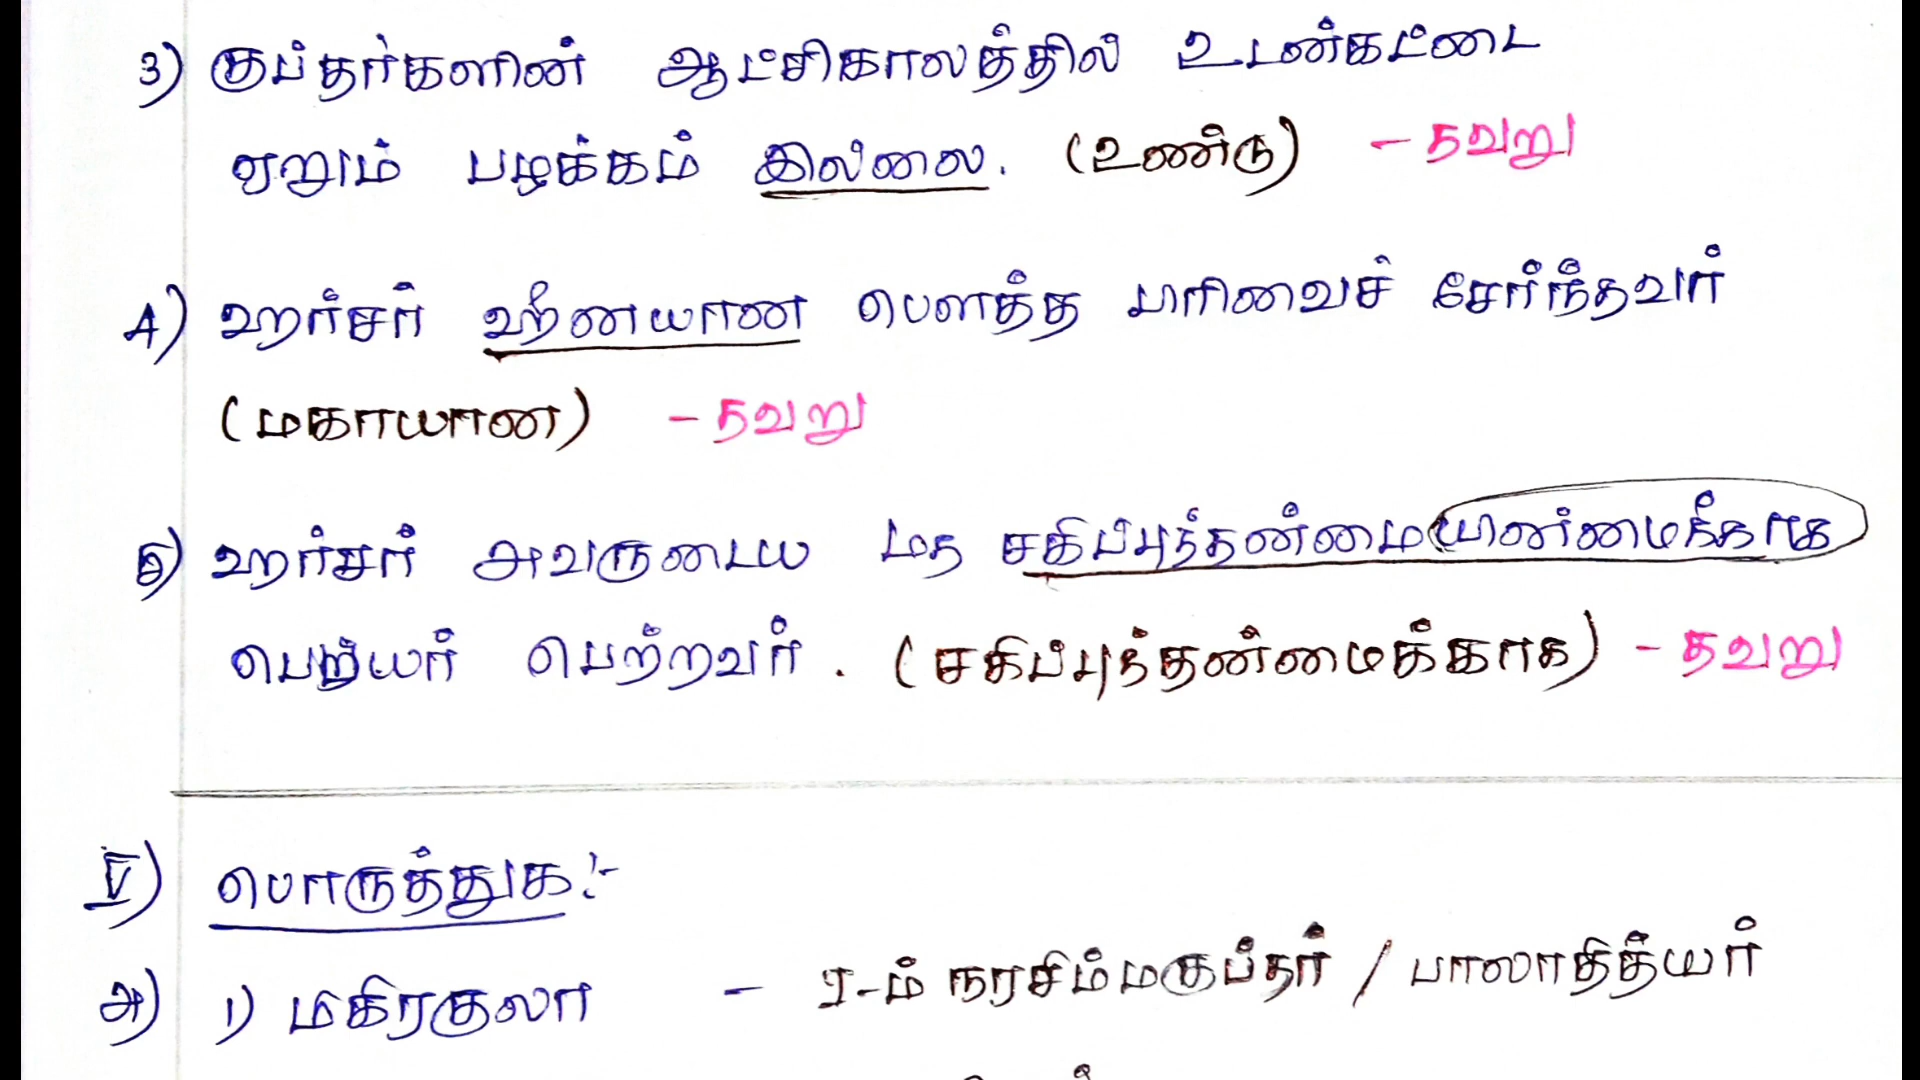 3) குப்தர்களின் ஆட்சிகாலத்தில் உடன்கட்டை
ஏறும் பழக்கம் இல்லை. (உண்டு) - தவறு
4) ஹர்சர் ஹீனயான பௌத்த பிரிவைச் சேர்ந்தவர்
(மகாயான) - தவறு
5) ஹர்சர் அவருடைய மத சகிப்புத்தன்மையின்மைக்காக
பெயர் பெற்றவர். (சகிப்புத்தன்மைக்காக) - தவறு
V) பொருத்துக:-
அ) 1) மிகிரகுலா - I-ம் நரசிம்மகுப்தர் / பாலாதித்யர்